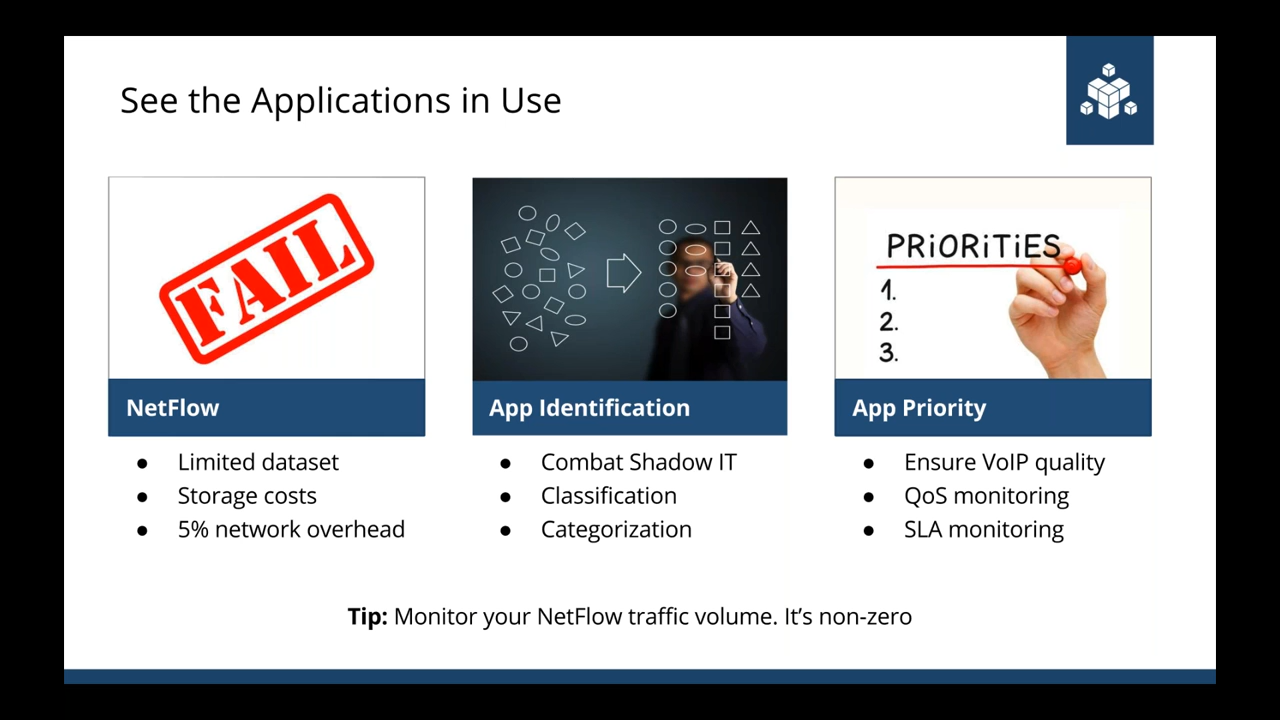 See the Applications in Use
FAIL
NetFlow
● Limited dataset
● Storage costs
● 5% network overhead
App Identification
● Combat Shadow IT
● Classification
● Categorization
PRiORiTiES
1.
2.
3.
App Priority
● Ensure VoIP quality
● QoS monitoring
● SLA monitoring
Tip: Monitor your NetFlow traffic volume. It’s non-zero